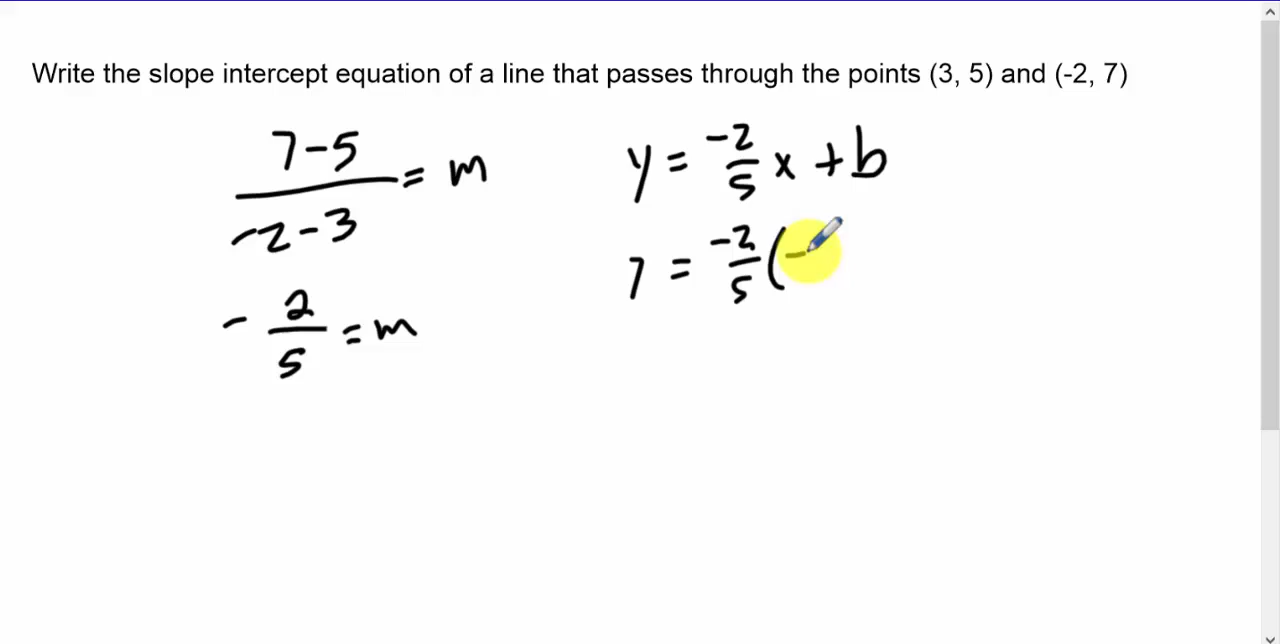 Write the slope intercept equation of a line that passes through the points (3, 5) and (-2, 7)
7-5
-2-3
= m
- 2/5 = m
y = -2/5 x + b
7 = -2/5 (-